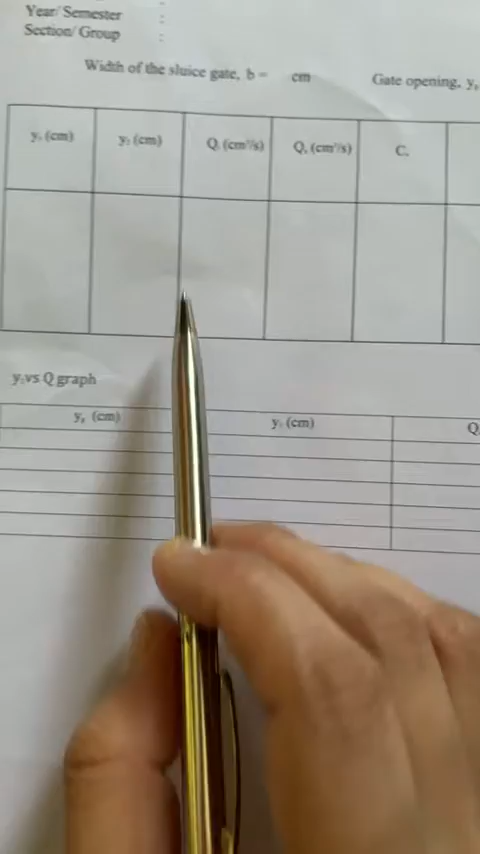 Year/ Semester :
Section/ Group :
Width of the sluice gate, b = cm Gate opening, y
(cm) y (cm) Q (cm³/s) Q (cm³/s) C
y vs Q graph
y (cm) y (cm) Q